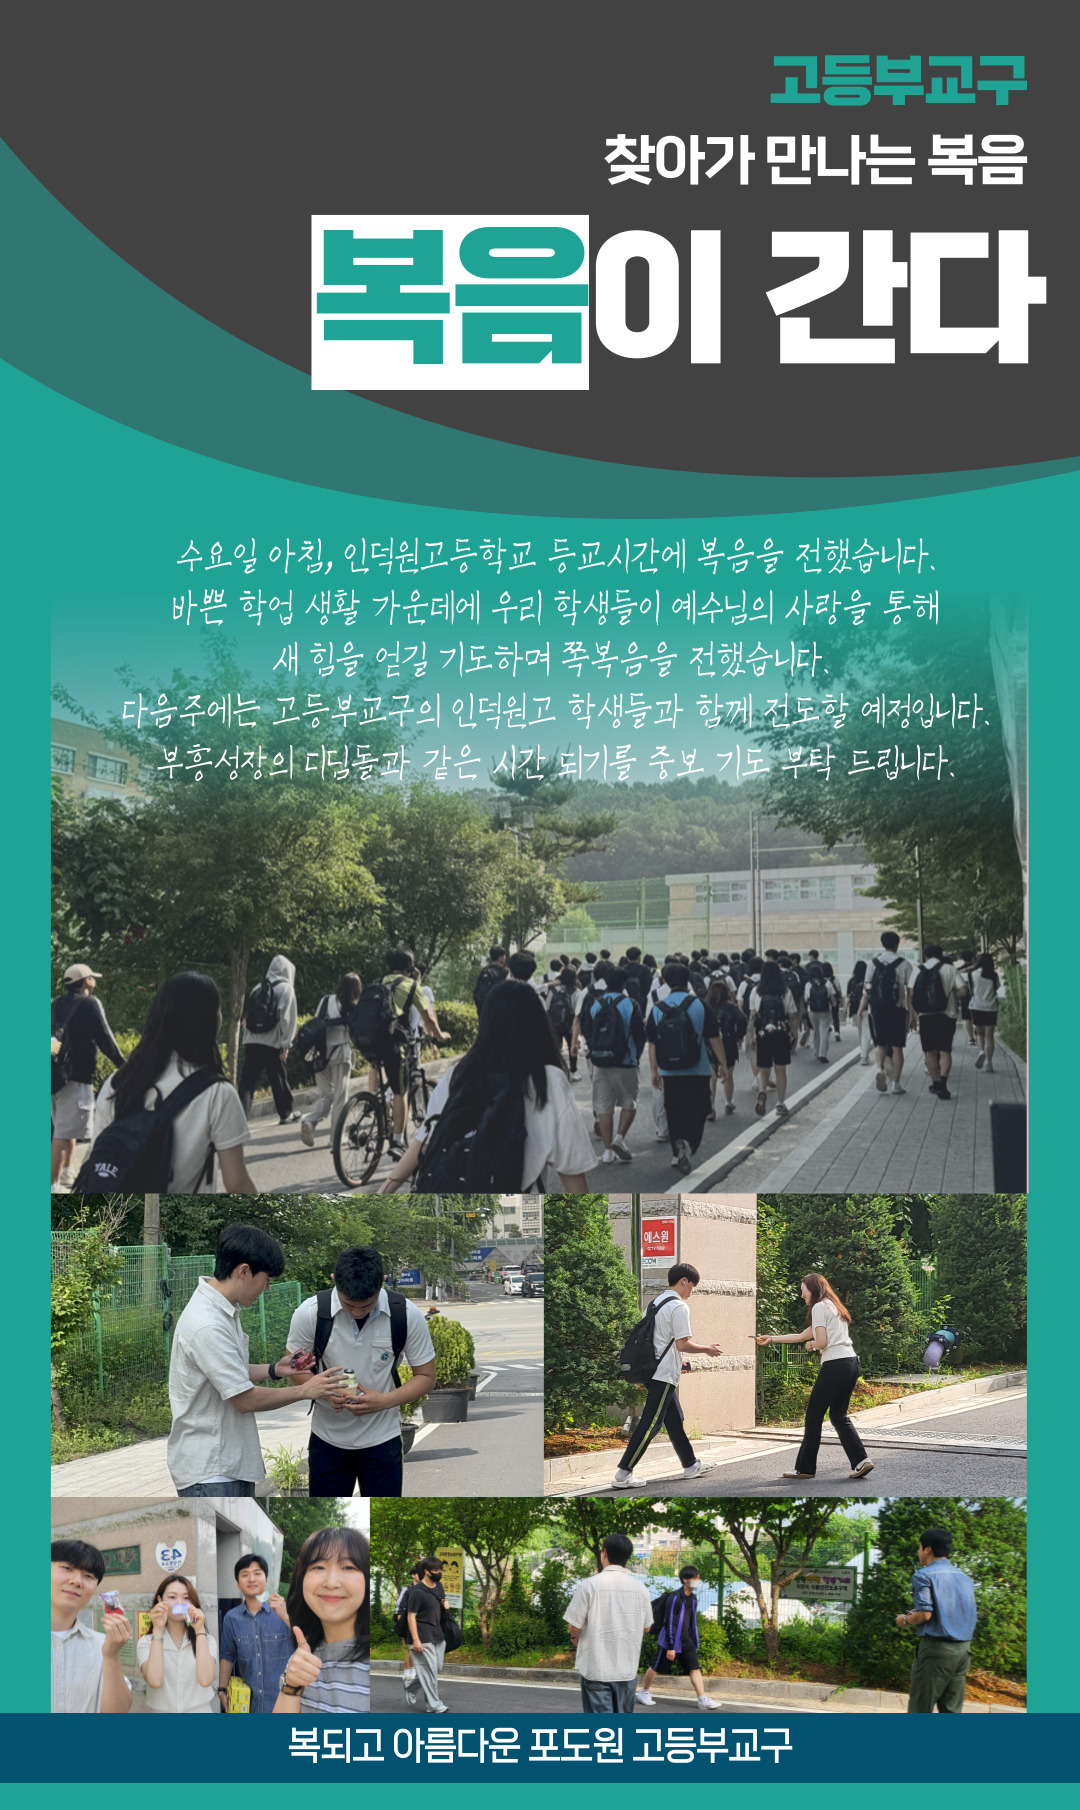 고등부교구
찾아가 만나는 복음
복음이 간다
수요일 아침, 인덕원고등학교 등교시간에 복음을 전했습니다.
바쁜 학업 생활 가운데에 우리 학생들이 예수님의 사랑을 통해
새 힘을 얻길 기도하며 쪽복음을 전했습니다.
다음주에는 고등부교구의 인덕원고 학생들과 함께 전도할 예정입니다.
부흥성장의 디딤돌과 같은 시간 되기를 중보 기도 부탁 드립니다.
YALE
에스원
43
복되고 아름다운 포도원 고등부교구